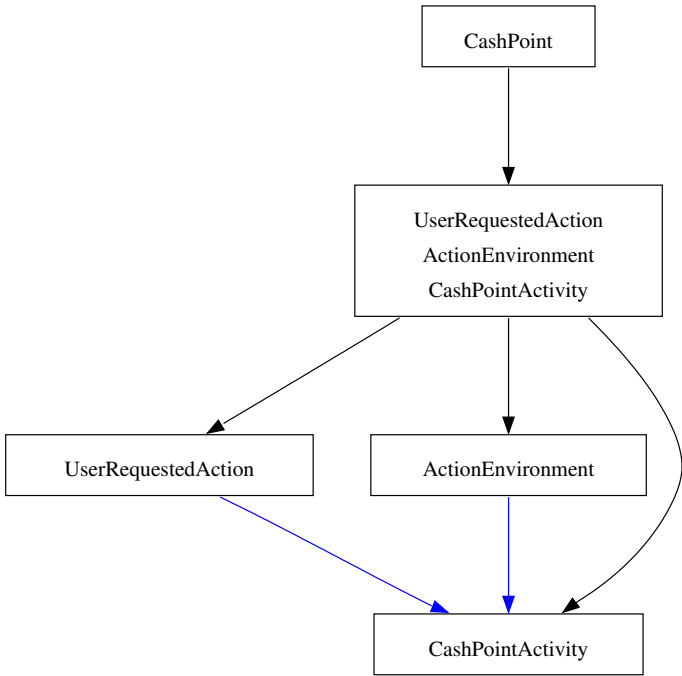 CashPoint
UserRequestedAction
ActionEnvironment
CashPointActivity
UserRequestedAction
ActionEnvironment
CashPointActivity